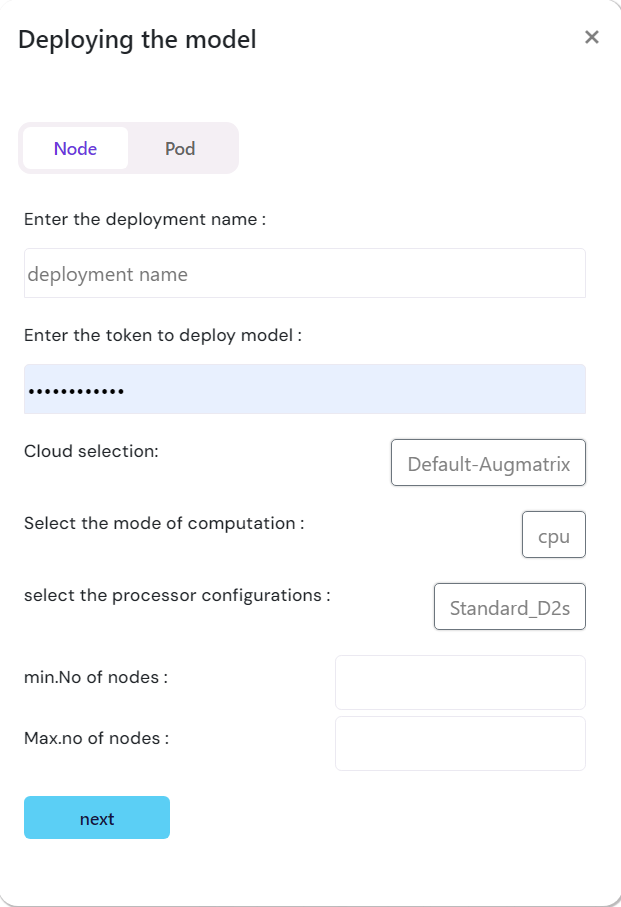 Deploying the model ×
Node Pod
Enter the deployment name :
deployment name
Enter the token to deploy model :
••••••••••••
Cloud selection: Default-Augmatrix
Select the mode of computation : cpu
select the processor configurations : Standard_D2s
min.No of nodes :
Max.no of nodes :
next